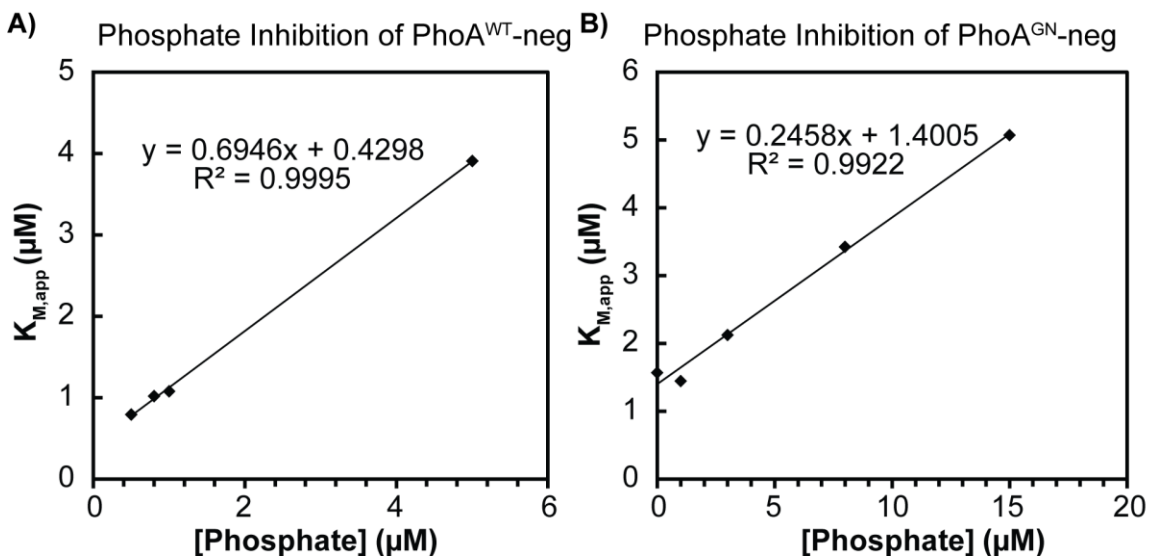 A) Phosphate Inhibition of PhoA^WT-neg
5
4
3
2
1
0
K_M,app (µM)
y = 0.6946x + 0.4298
R² = 0.9995
0 2 4 6
[Phosphate] (µM)
B) Phosphate Inhibition of PhoA^GN-neg
6
5
4
3
2
1
0
K_M,app (µM)
y = 0.2458x + 1.4005
R² = 0.9922
0 5 10 15 20
[Phosphate] (µM)